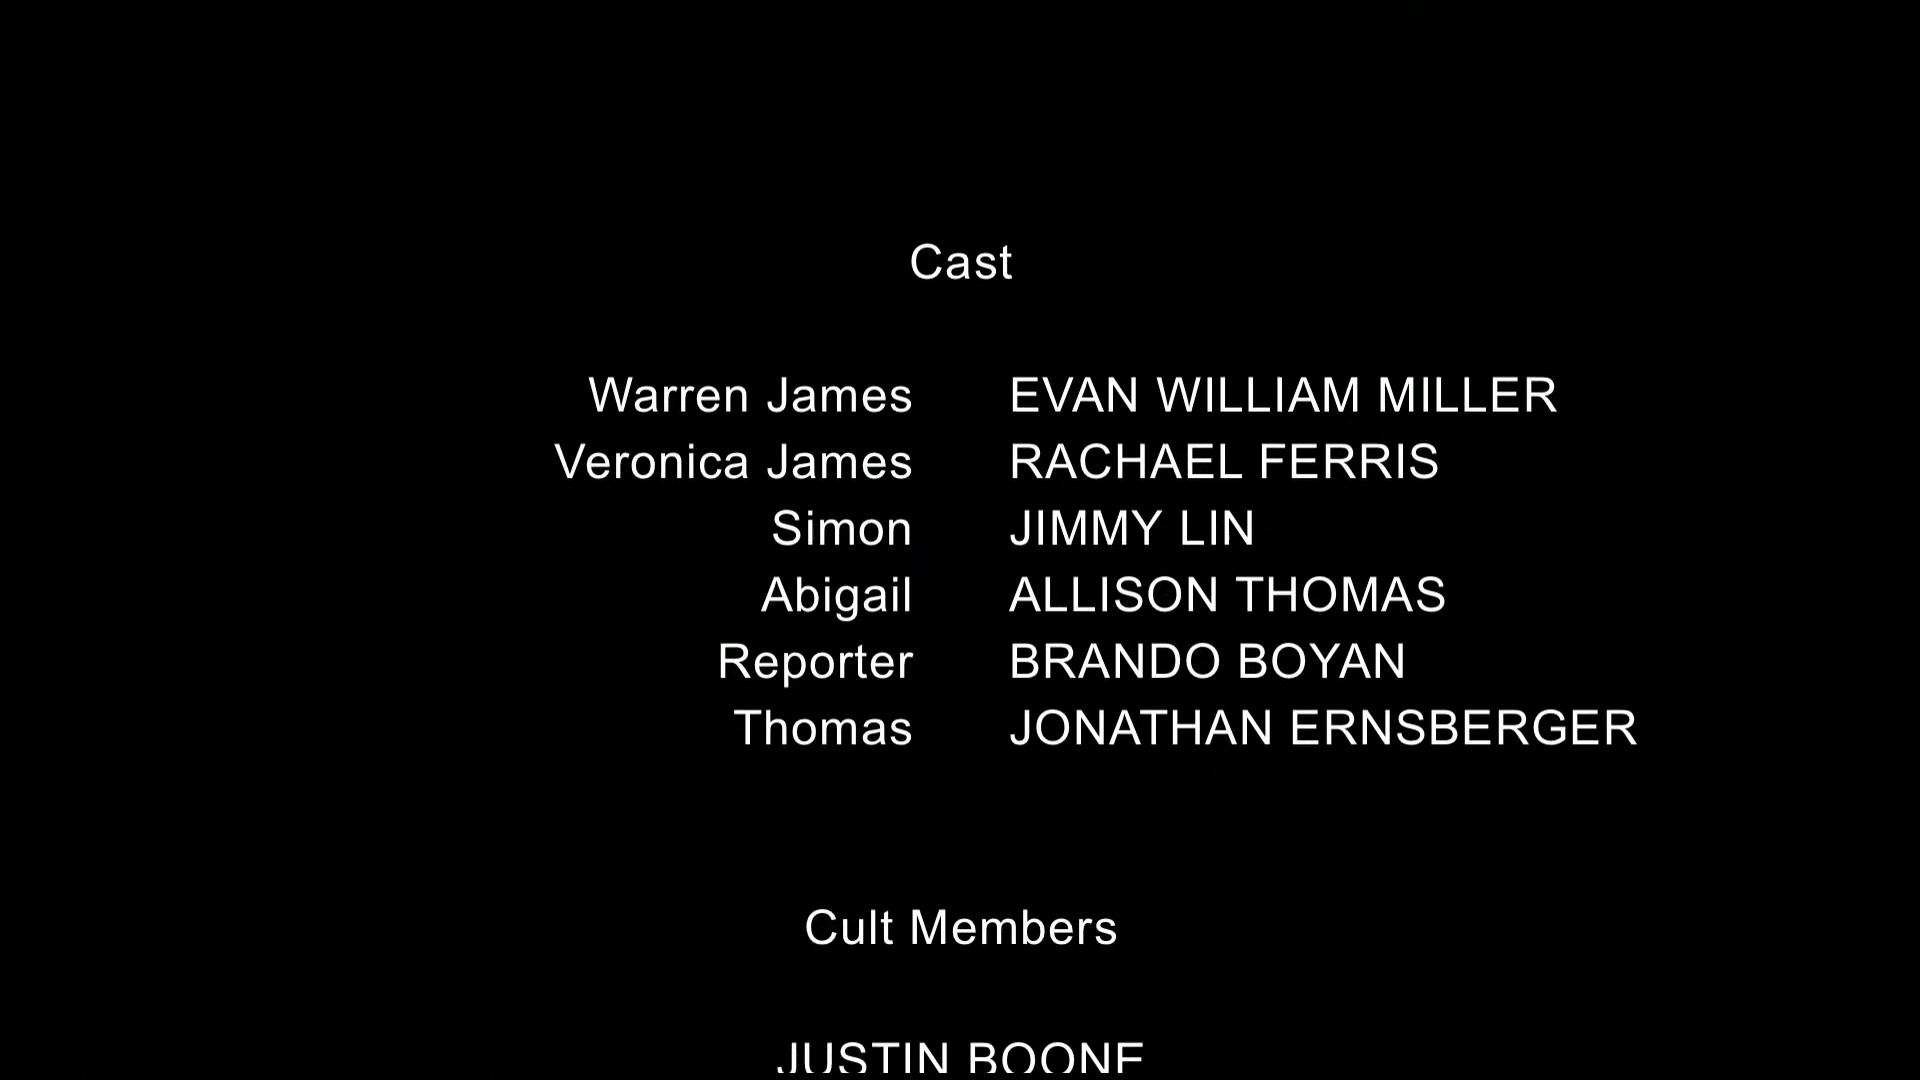 Cast
Warren James EVAN WILLIAM MILLER
Veronica James RACHAEL FERRIS
Simon JIMMY LIN
Abigail ALLISON THOMAS
Reporter BRANDO BOYAN
Thomas JONATHAN ERNSBERGER
Cult Members
JUSTIN BOONE